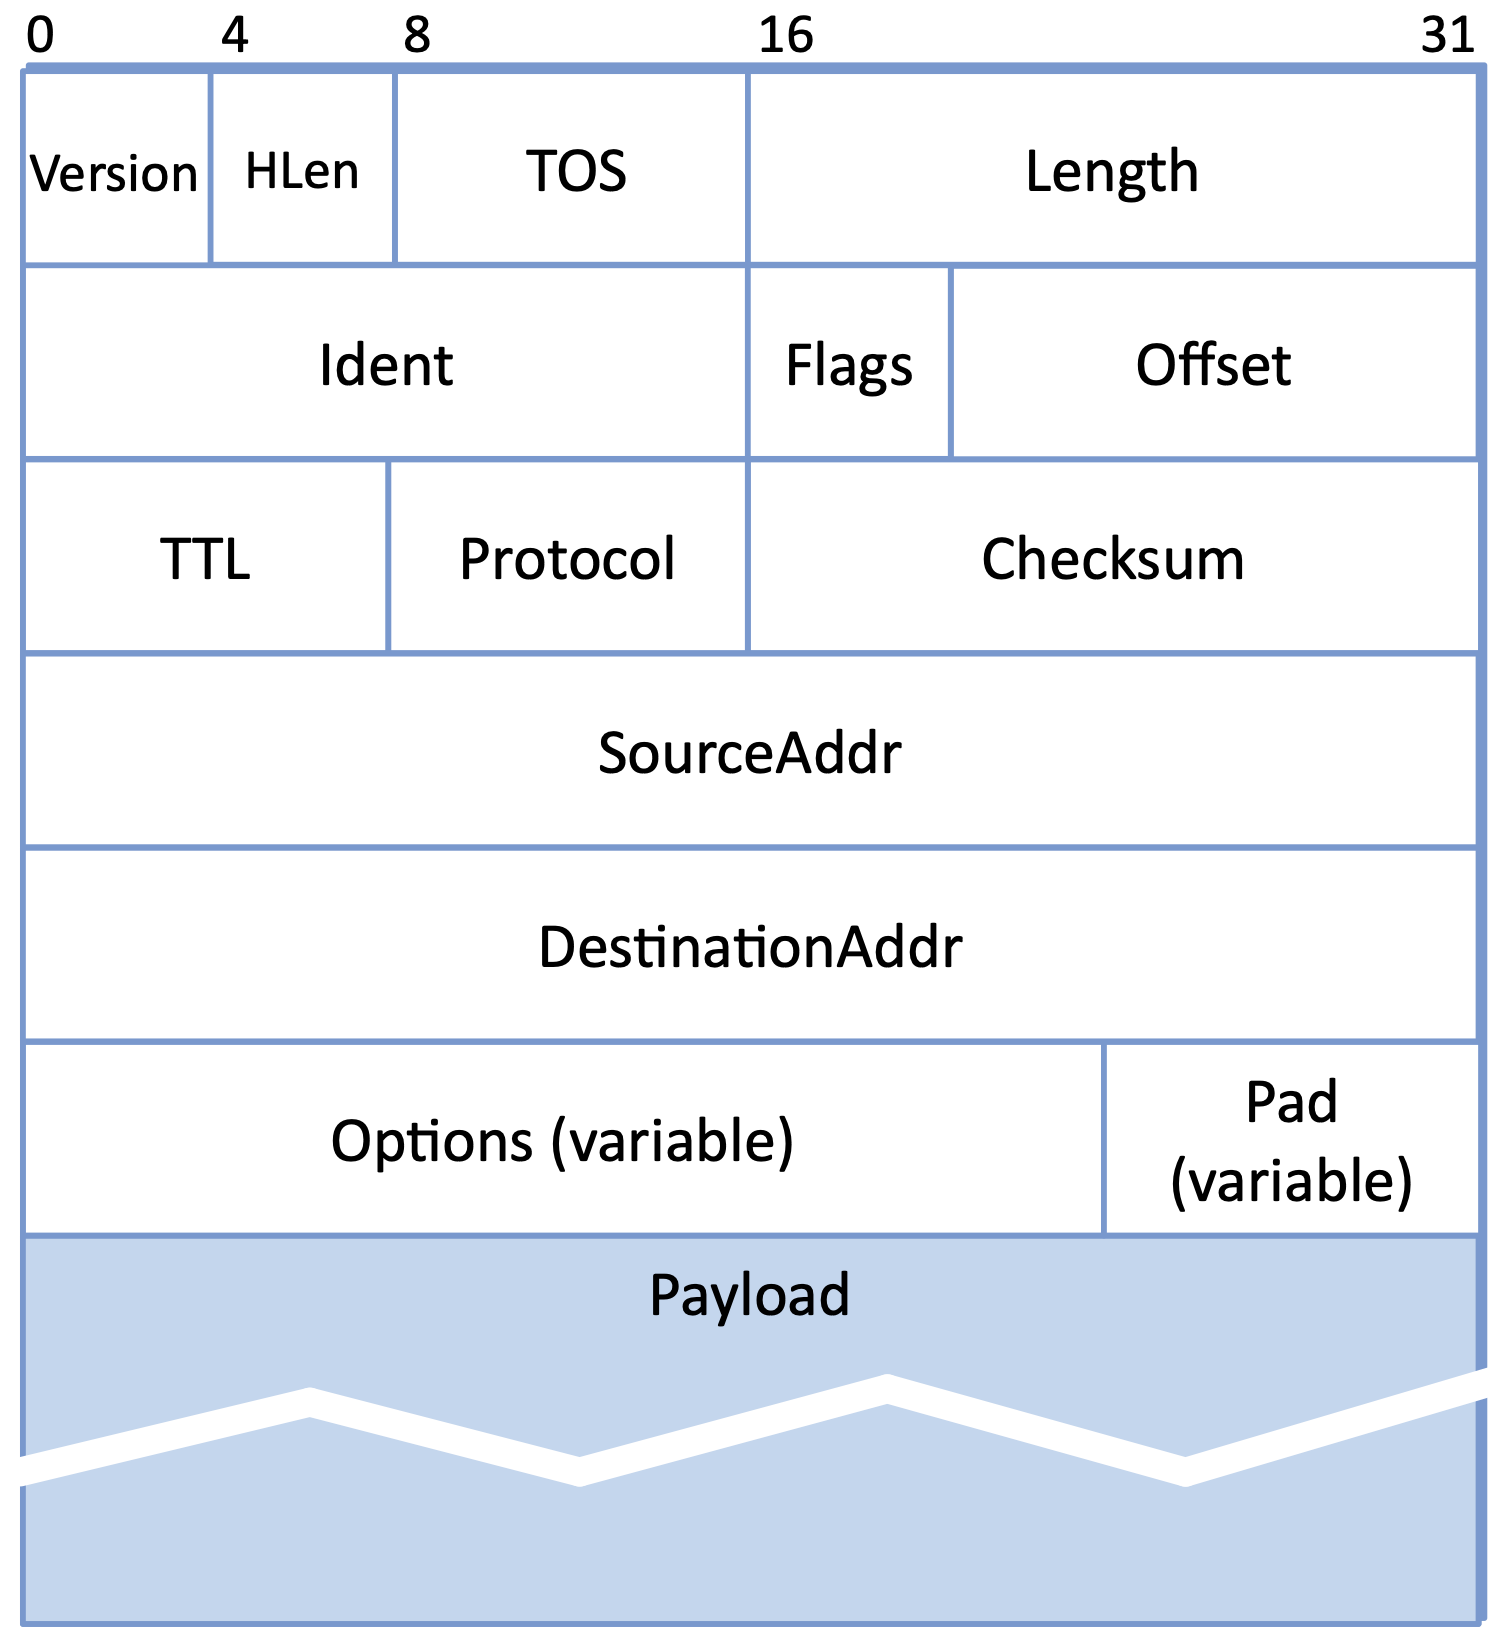 0 4 8 16 31
Version HLen TOS Length
Ident Flags Offset
TTL Protocol Checksum
SourceAddr
DestinationAddr
Options (variable) Pad
(variable)
Payload